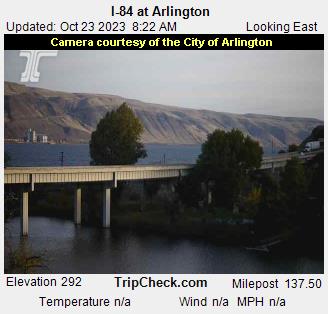 I-84 at Arlington
Updated: Oct 23 2023 8:22 AM Looking East
Camera courtesy of the City of Arlington
Elevation 292 TripCheck.com Milepost 137.50
Temperature n/a Wind n/a MPH n/a